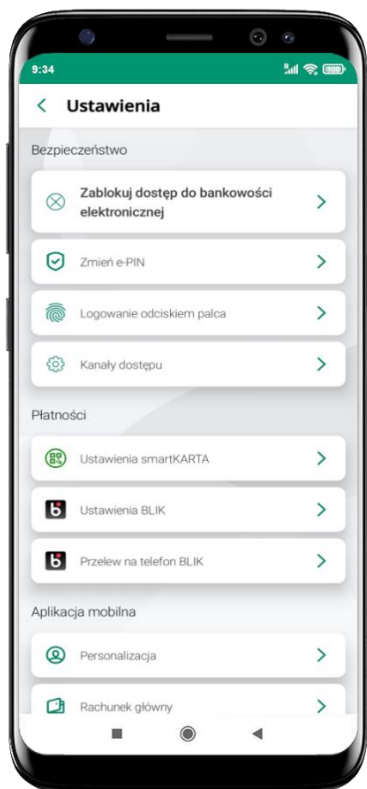 9:34
Ustawienia
Bezpieczeństwo
Zablokuj dostęp do bankowości
elektronicznej
Zmień e-PIN
Logowanie odciskiem palca
Kanały dostępu
Płatności
Ustawienia smartKARTA
Ustawienia BLIK
Przelew na telefon BLIK
Aplikacja mobilna
Personalizacja
Rachunek główny